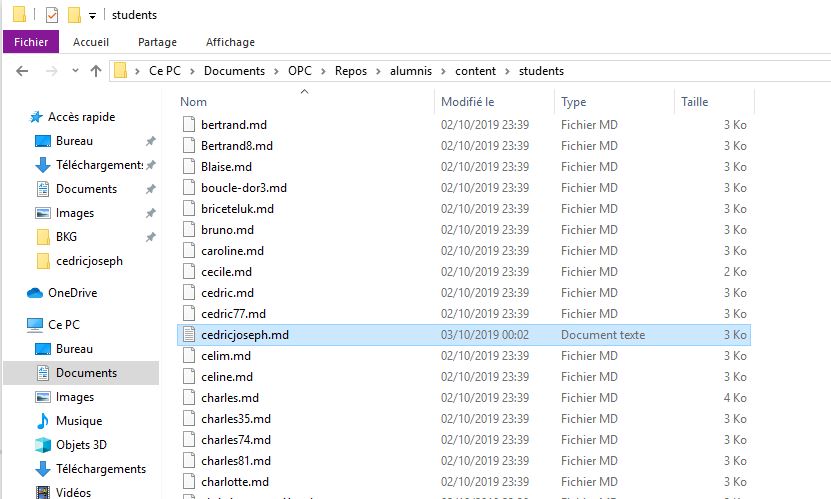 students
Fichier Accueil Partage Affichage
Ce PC Documents OPC Repos alumnis content students
Nom Modifié le Type Taille
Accès rapide
Bureau
Téléchargements
Documents
Images
BKG
cedricjoseph
OneDrive
Ce PC
Bureau
Documents
Images
Musique
Objets 3D
Téléchargements
Vidéos
bertrand.md 02/10/2019 23:39 Fichier MD 3 Ko
Bertrand8.md 02/10/2019 23:39 Fichier MD 3 Ko
Blaise.md 02/10/2019 23:39 Fichier MD 3 Ko
boucle-dor3.md 02/10/2019 23:39 Fichier MD 3 Ko
briceteluk.md 02/10/2019 23:39 Fichier MD 3 Ko
bruno.md 02/10/2019 23:39 Fichier MD 3 Ko
caroline.md 02/10/2019 23:39 Fichier MD 3 Ko
cecile.md 02/10/2019 23:39 Fichier MD 2 Ko
cedric.md 02/10/2019 23:39 Fichier MD 3 Ko
cedric77.md 02/10/2019 23:39 Fichier MD 3 Ko
cedricjoseph.md 03/10/2019 00:02 Document texte 3 Ko
celim.md 02/10/2019 23:39 Fichier MD 3 Ko
celine.md 02/10/2019 23:39 Fichier MD 3 Ko
charles.md 02/10/2019 23:39 Fichier MD 4 Ko
charles35.md 02/10/2019 23:39 Fichier MD 3 Ko
charles74.md 02/10/2019 23:39 Fichier MD 3 Ko
charles81.md 02/10/2019 23:39 Fichier MD 3 Ko
charlotte.md 02/10/2019 23:39 Fichier MD 3 Ko